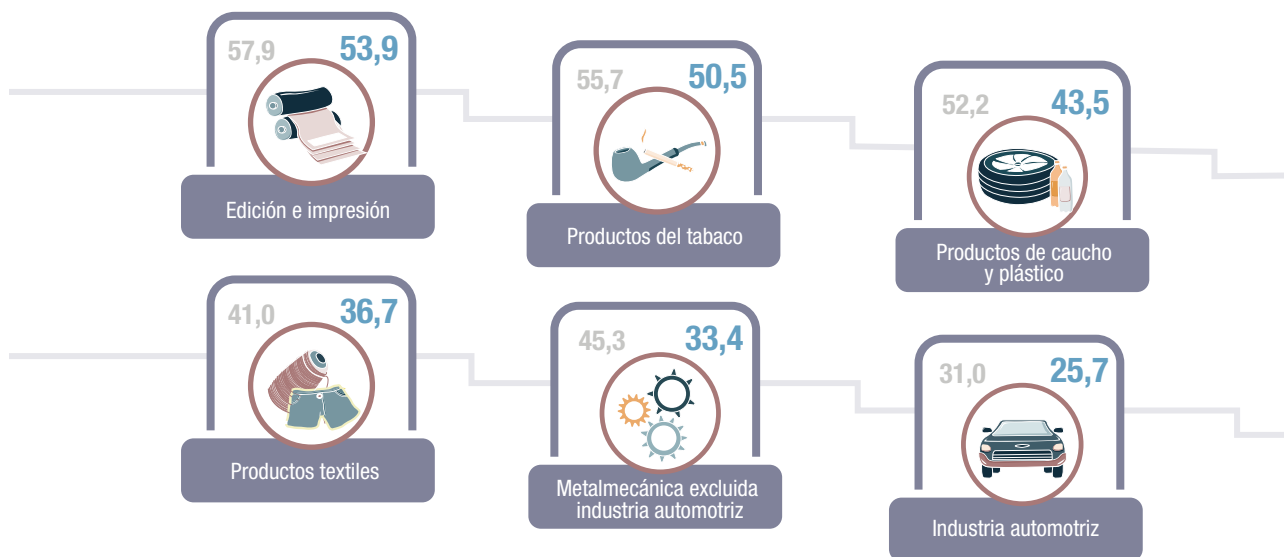 57,9 53,9
Edición e impresión
55,7 50,5
Productos del tabaco
52,2 43,5
Productos de caucho
y plástico
41,0 36,7
Productos textiles
45,3 33,4
Metalmecánica excluida
industria automotriz
31,0 25,7
Industria automotriz